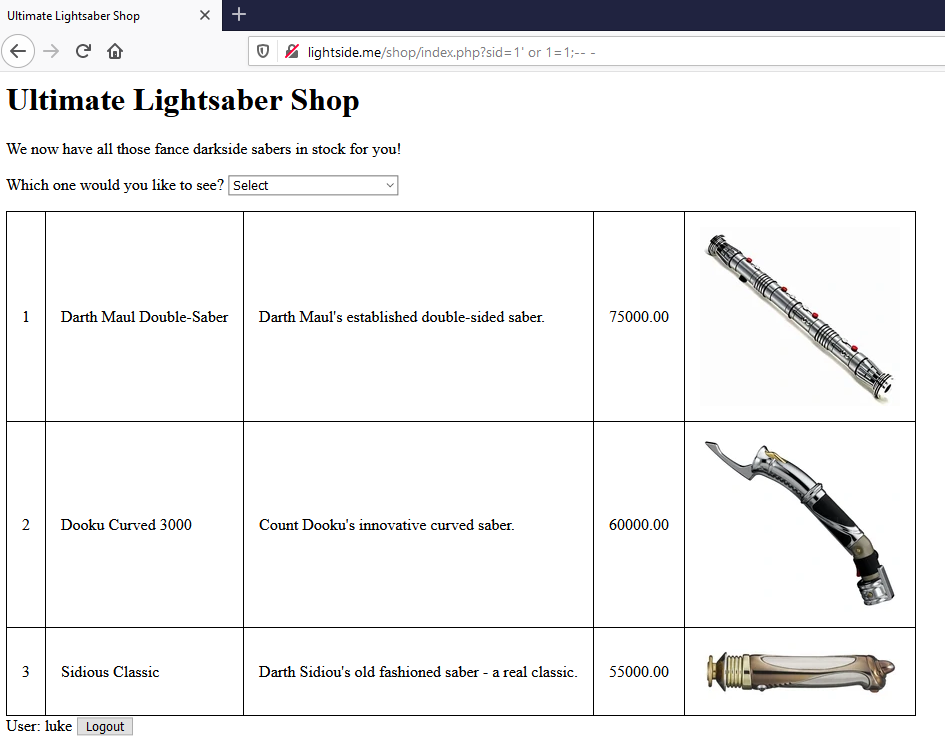 Ultimate Lightsaber Shop
lightside.me/shop/index.php?sid=1' or 1=1;-- -
Ultimate Lightsaber Shop
We now have all those fance darkside sabers in stock for you!
Which one would you like to see? Select
1 Darth Maul Double-Saber Darth Maul's established double-sided saber. 75000.00
2 Dooku Curved 3000 Count Dooku's innovative curved saber. 60000.00
3 Sidious Classic Darth Sidiou's old fashioned saber - a real classic. 55000.00
User: luke Logout